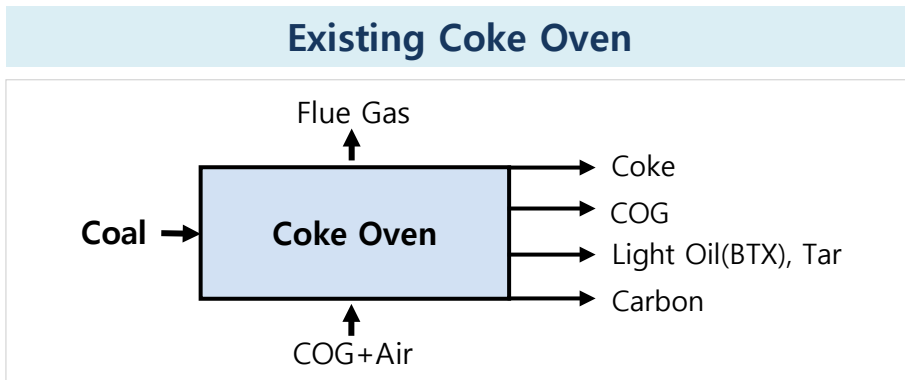 Existing Coke Oven
Flue Gas
Coke
COG
Coal
Coke Oven
Light Oil(BTX), Tar
Carbon
COG+Air